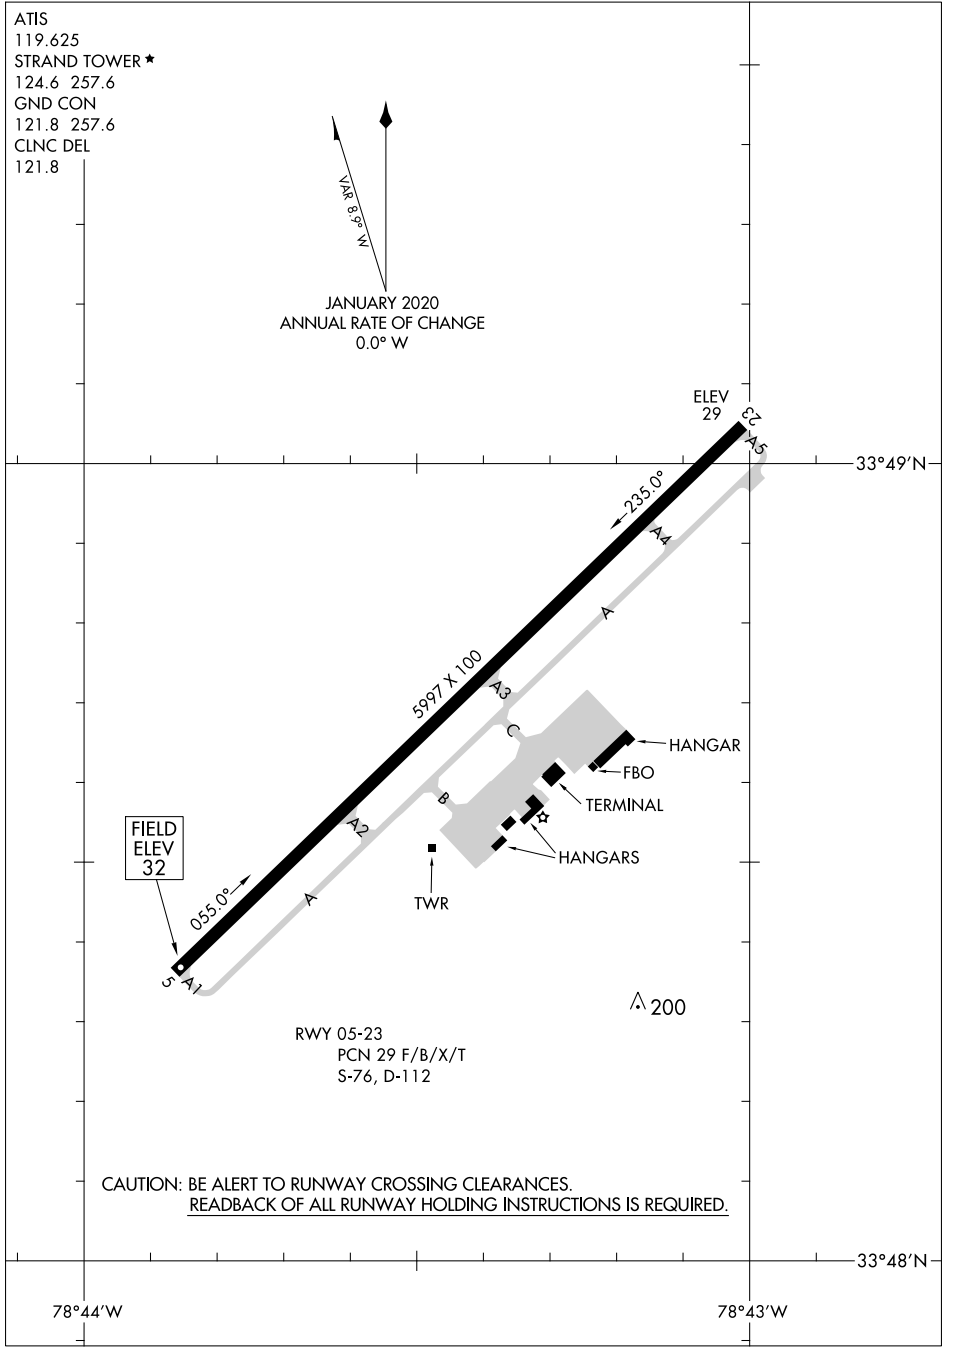 ATIS
119.625
STRAND TOWER ★
124.6 257.6
GND CON
121.8 257.6
CLNC DEL
121.8
VAR 8.9° W
JANUARY 2020
ANNUAL RATE OF CHANGE
0.0° W
ELEV
29
23
A5
33°49'N
235.0°
A4
A
5997 X 100
A3
C
HANGAR
FBO
TERMINAL
B
A2
HANGARS
FIELD
ELEV
32
TWR
055.0°
A
5
A1
200
RWY 05-23
PCN 29 F/B/X/T
S-76, D-112
CAUTION: BE ALERT TO RUNWAY CROSSING CLEARANCES.
READBACK OF ALL RUNWAY HOLDING INSTRUCTIONS IS REQUIRED.
33°48'N
78°44'W
78°43'W